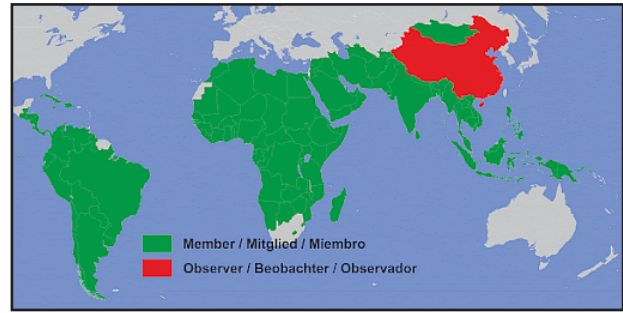 Member / Mitglied / Miembro
Observer / Beobachter / Observador